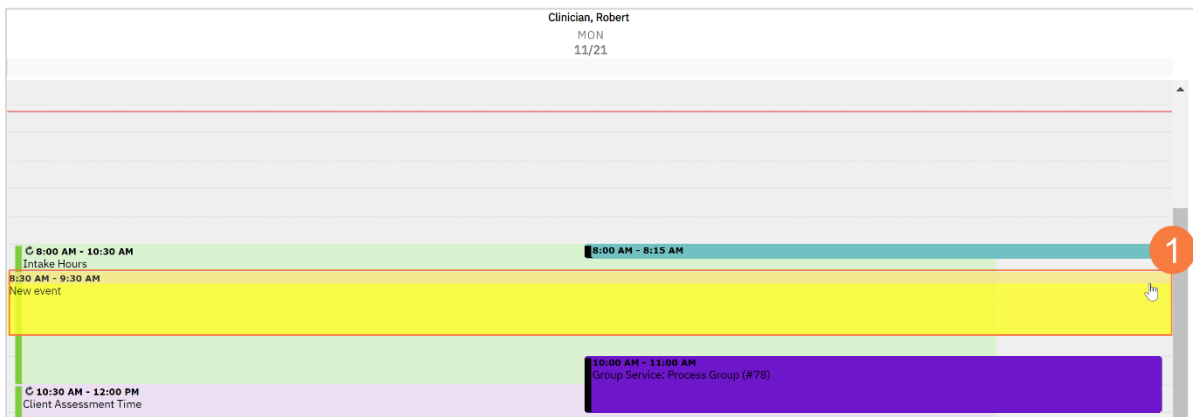 Clinician, Robert
MON
11/21
8:00 AM - 10:30 AM
Intake Hours
8:00 AM - 8:15 AM
1
8:30 AM - 9:30 AM
New event
10:00 AM - 11:00 AM
Group Service: Process Group (#78)
10:30 AM - 12:00 PM
Client Assessment Time